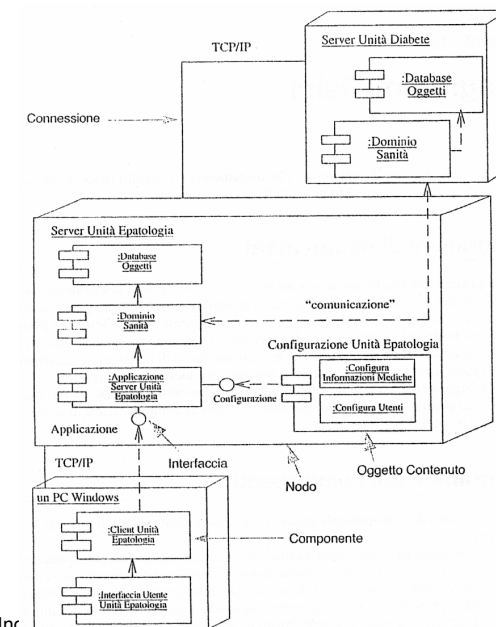 Server Unità Diabete
TCP/IP
:Database
Oggetti
Connessione
:Dominio
Sanità
Server Unità Epatologia
:Database
Oggetti
"comunicazione"
:Dominio
Sanità
Configurazione Unità Epatologia
:Configura
Informazioni Mediche
:Applicazione
Server Unità
Epatologia
Configurazione
:Configura Utenti
Applicazione
TCP/IP
Interfaccia
Oggetto Contenuto
Nodo
un PC Windows
:Client Unità
Epatologia
Componente
:Interfaccia Utente
Unità Epatologia